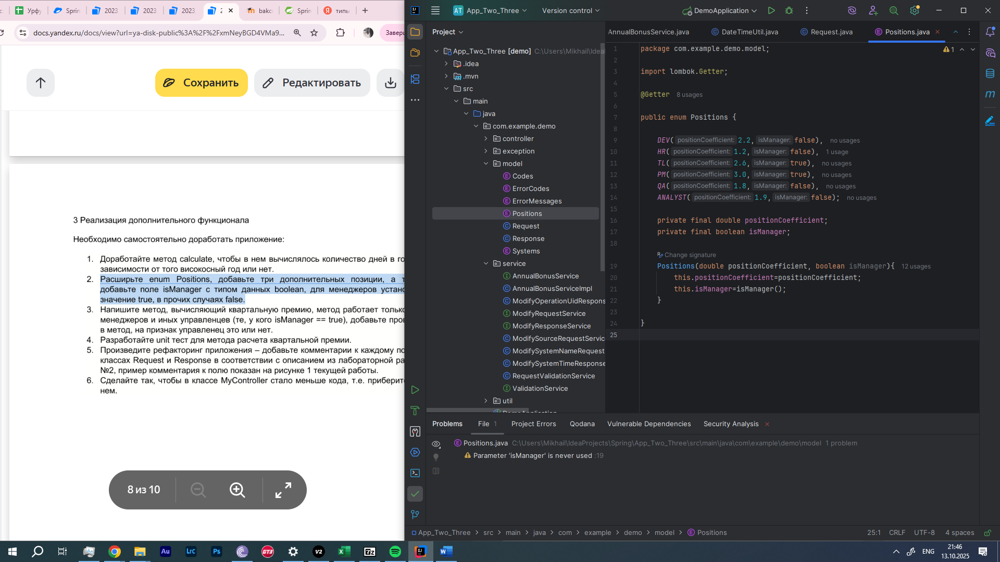 Урфу
Sprin
2023
2023
2023
2
bakc
Sprin
типы
docs.yandex.ru/docs/view?url=ya-disk-public%3A%2F%2FxmNeyBGD4VMa9...
Завер
Сохранить
Редактировать
3 Реализация дополнительного функционала
Необходимо самостоятельно доработать приложение:
1. Доработайте метод calculate, чтобы в нем вычислялось количество дней в го
зависимости от того високосный год или нет.
2. Расширьте enum Positions, добавьте три дополнительных позиции, а т
добавьте поле isManager с типом данных boolean, для менеджеров устано
значение true, в прочих случаях false.
3. Напишите метод, вычисляющий квартальную премию, метод работает только
менеджеров и иных управленцев (те, у кого isManager == true), добавьте пров
в метод, на признак управленец это или нет.
4. Разработайте unit тест для метода расчета квартальной премии.
5. Произведите рефакторинг приложения – добавьте комментарии к каждому по
классах Request и Response в соответствии с описанием из лабораторной ра
№2, пример комментария к полю показан на рисунке 1 текущей работы.
6. Сделайте так, чтобы в классе MyController стало меньше кода, т.е. приберит
нем.
8 из 10
AT App_Two_Three
Version control
DemoApplication
Project
App_Two_Three [demo] C:\Users\Mikhail\Idea
.idea
.mvn
src
main
java
com.example.demo
controller
exception
model
Codes
ErrorCodes
ErrorMessages
Positions
Request
Response
Systems
service
AnnualBonusService
AnnualBonusServiceImpl
ModifyOperationUidRespons
ModifyRequestService
ModifyResponseService
ModifySourceRequestServic
ModifySystemNameRequest
ModifySystemTimeResponse
RequestValidationService
ValidationService
util
DemoApplication
AnnualBonusService.java
DateTimeUtil.java
Request.java
Positions.java
1
1 package com.example.demo.model;
2
3 import lombok.Getter;
4
5 @Getter 8 usages
6
7 public enum Positions {
8
9 DEV( positionCoefficient: 2.2, isManager: false), no usages
10 HR( positionCoefficient: 1.2, isManager: false), 1 usage
11 TL( positionCoefficient: 2.6, isManager: true), no usages
12 PM( positionCoefficient: 3.0, isManager: true), no usages
13 QA( positionCoefficient: 1.8, isManager: false), no usages
14 ANALYST( positionCoefficient: 1.9, isManager: false); no usages
15
16 private final double positionCoefficient;
17 private final boolean isManager;
18
Change signature
19 Positions(double positionCoefficient, boolean isManager){ 12 usages
20 this.positionCoefficient=positionCoefficient;
21 this.isManager=isManager();
22 }
23
24 }
25
Problems
File 1
Project Errors
Qodana
Vulnerable Dependencies
Security Analysis
Positions.java C:\Users\Mikhail\IdeaProjects\Spring\App_Two_Three\src\main\java\com\example\demo\model 1 problem
Parameter 'isManager' is never used :19
App_Two_Three > src > main > java > com > example > demo > model > Positions
25:1 CRLF UTF-8 4 spaces
ENG
21:46
13.10.2025